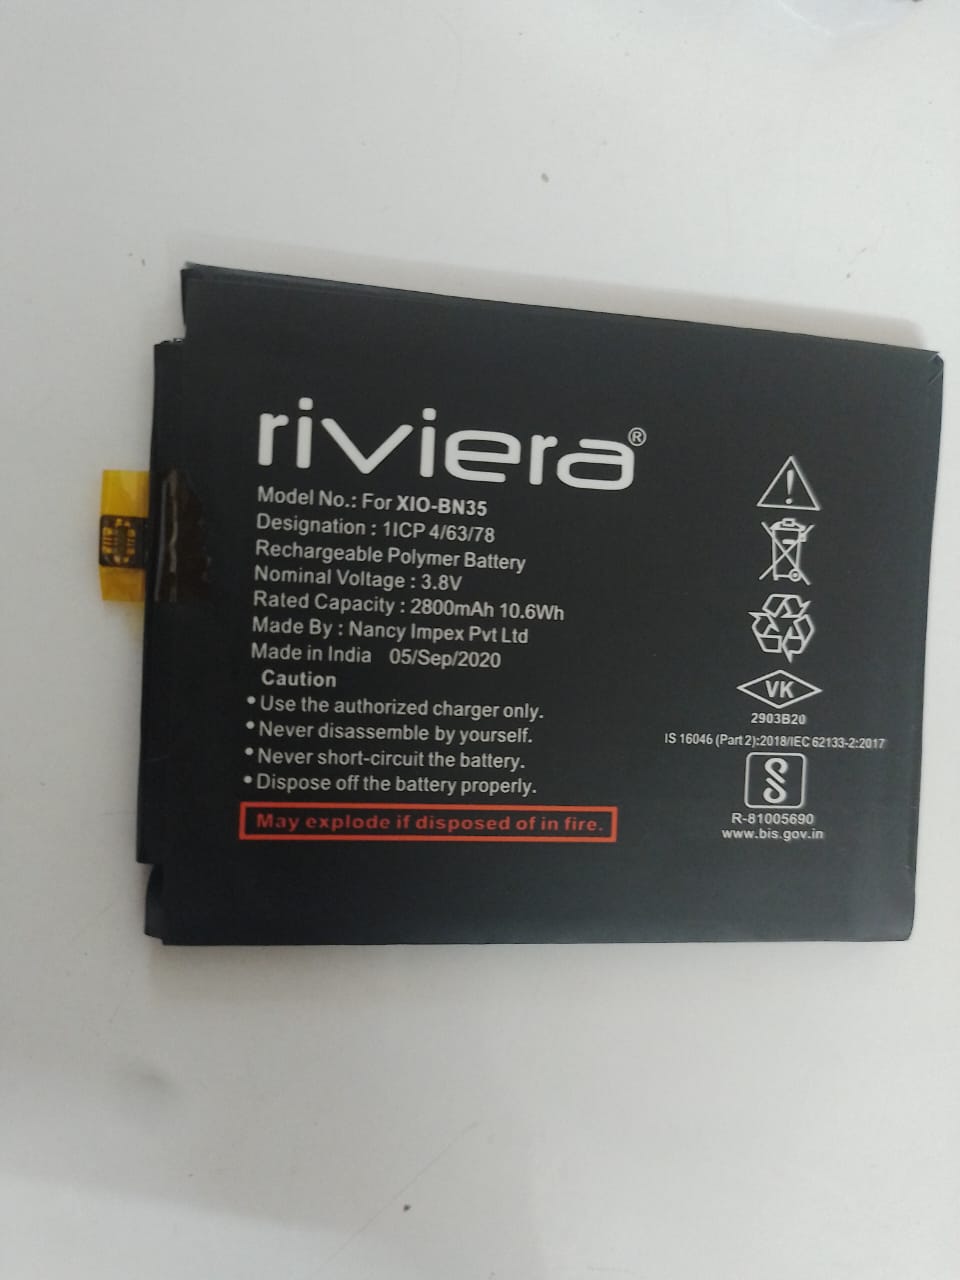 riviera®
Model No.: For XIO-BN35
Designation : 1ICP 4/63/78
Rechargeable Polymer Battery
Nominal Voltage : 3.8V
Rated Capacity : 2800mAh 10.6Wh
Made By : Nancy Impex Pvt Ltd
Made in India 05/Sep/2020
Caution
• Use the authorized charger only.
• Never disassemble by yourself.
• Never short-circuit the battery.
• Dispose off the battery properly.
May explode if disposed of in fire.
VK
2903B20
IS 16046 (Part 2):2018/IEC 62133-2:2017
R-81005690
www.bis.gov.in